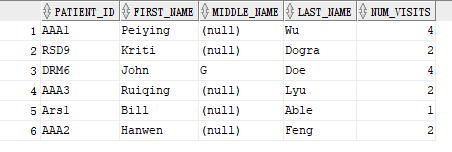 PATIENT_ID FIRST_NAME MIDDLE_NAME LAST_NAME NUM_VISITS
1 AAA1 Peiying (null) Wu 4
2 RSD9 Kriti (null) Dogra 2
3 DRM6 John G Doe 4
4 AAA3 Ruiqing (null) Lyu 2
5 Ars1 Bill (null) Able 1
6 AAA2 Hanwen (null) Feng 2